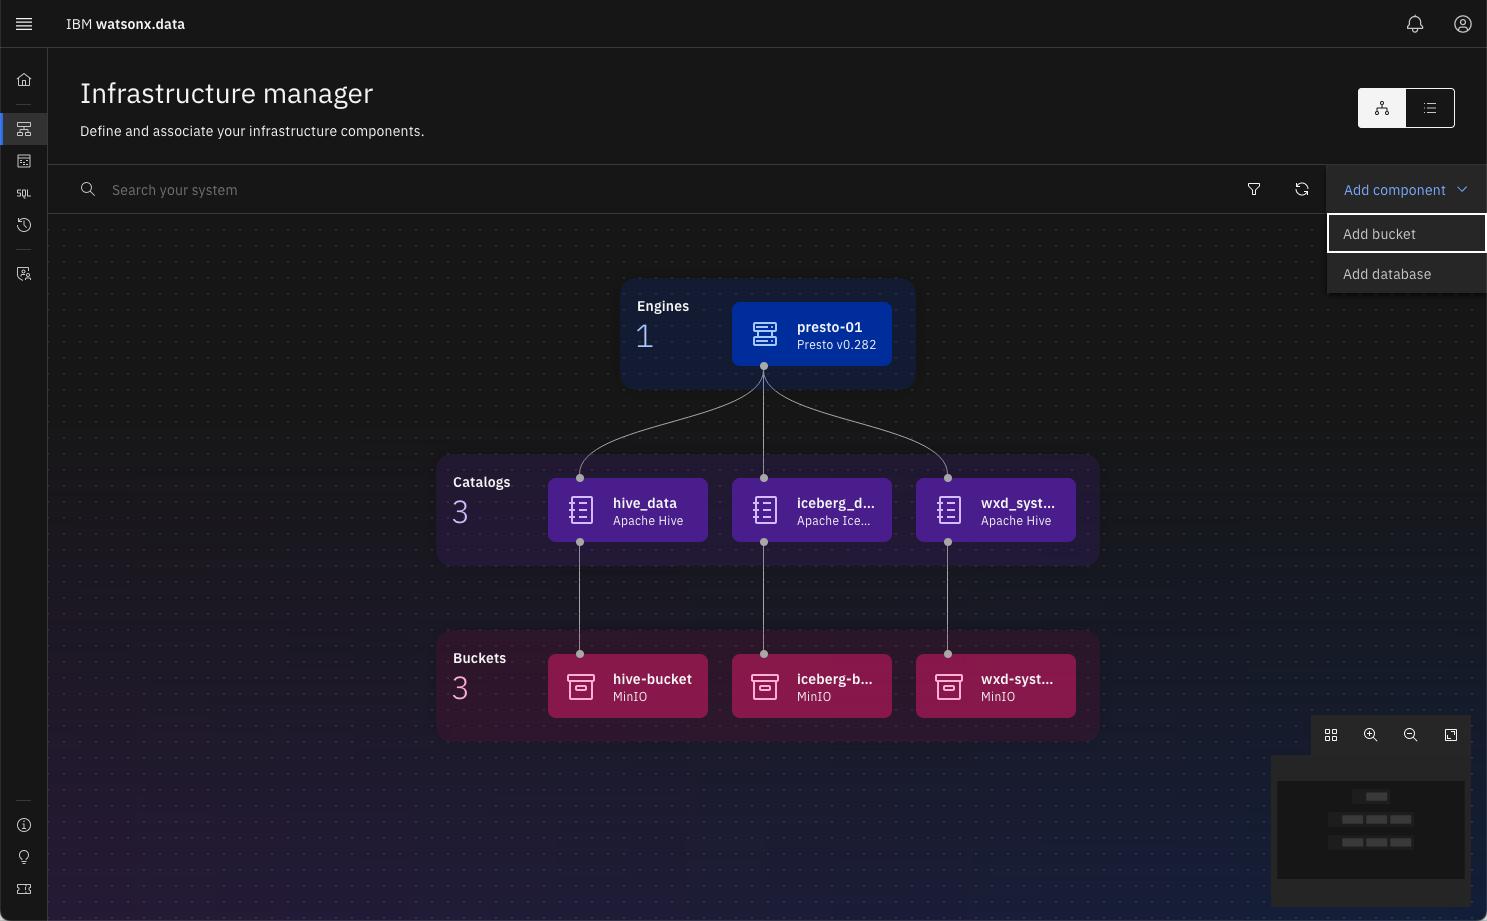 IBM watsonx.data
Infrastructure manager
Define and associate your infrastructure components.
Search your system
Add component
Add bucket
Add database
SQL
Engines
1
presto-01
Presto v0.282
Catalogs
3
hive_data
Apache Hive
iceberg_d...
Apache Ice...
wxd_syst...
Apache Hive
Buckets
3
hive-bucket
MinIO
iceberg-b...
MinIO
wxd-syst...
MinIO